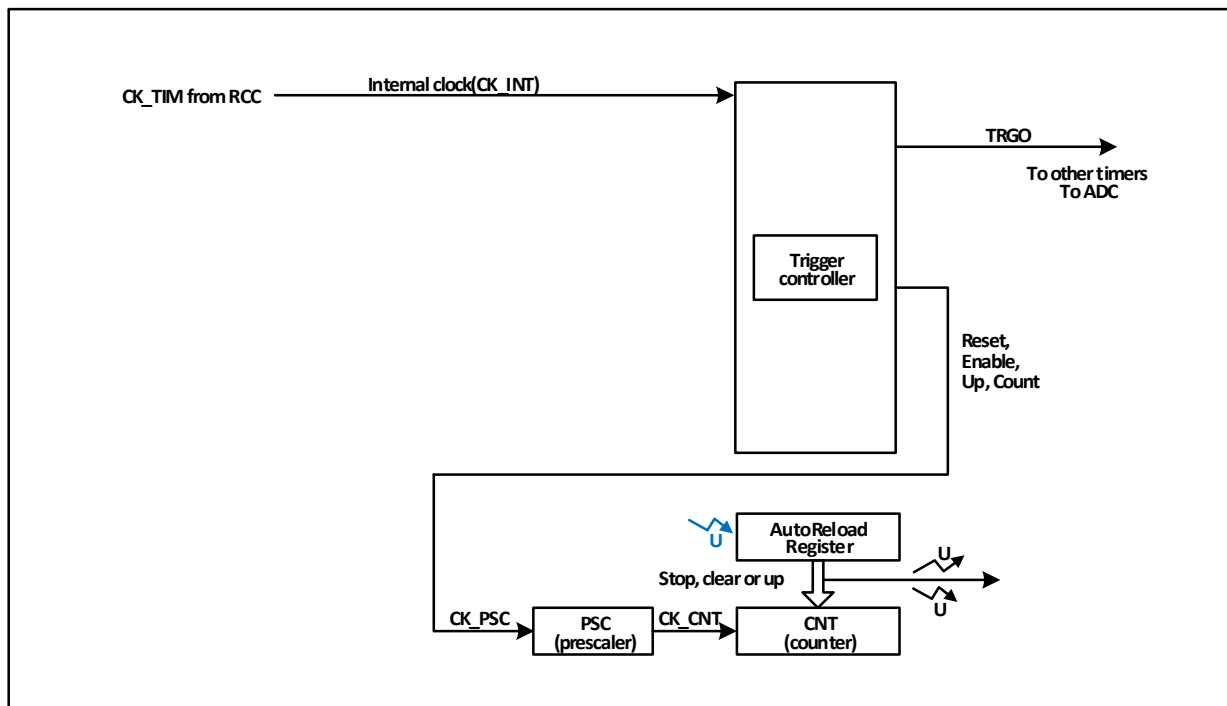 CK_TIM from RCC
Internal clock(CK_INT)
TRGO
To other timers
To ADC
Trigger
controller
Reset,
Enable,
Up, Count
AutoReload
Register
U
Stop, clear or up
U
U
CK_PSC
PSC
(prescaler)
CK_CNT
CNT
(counter)